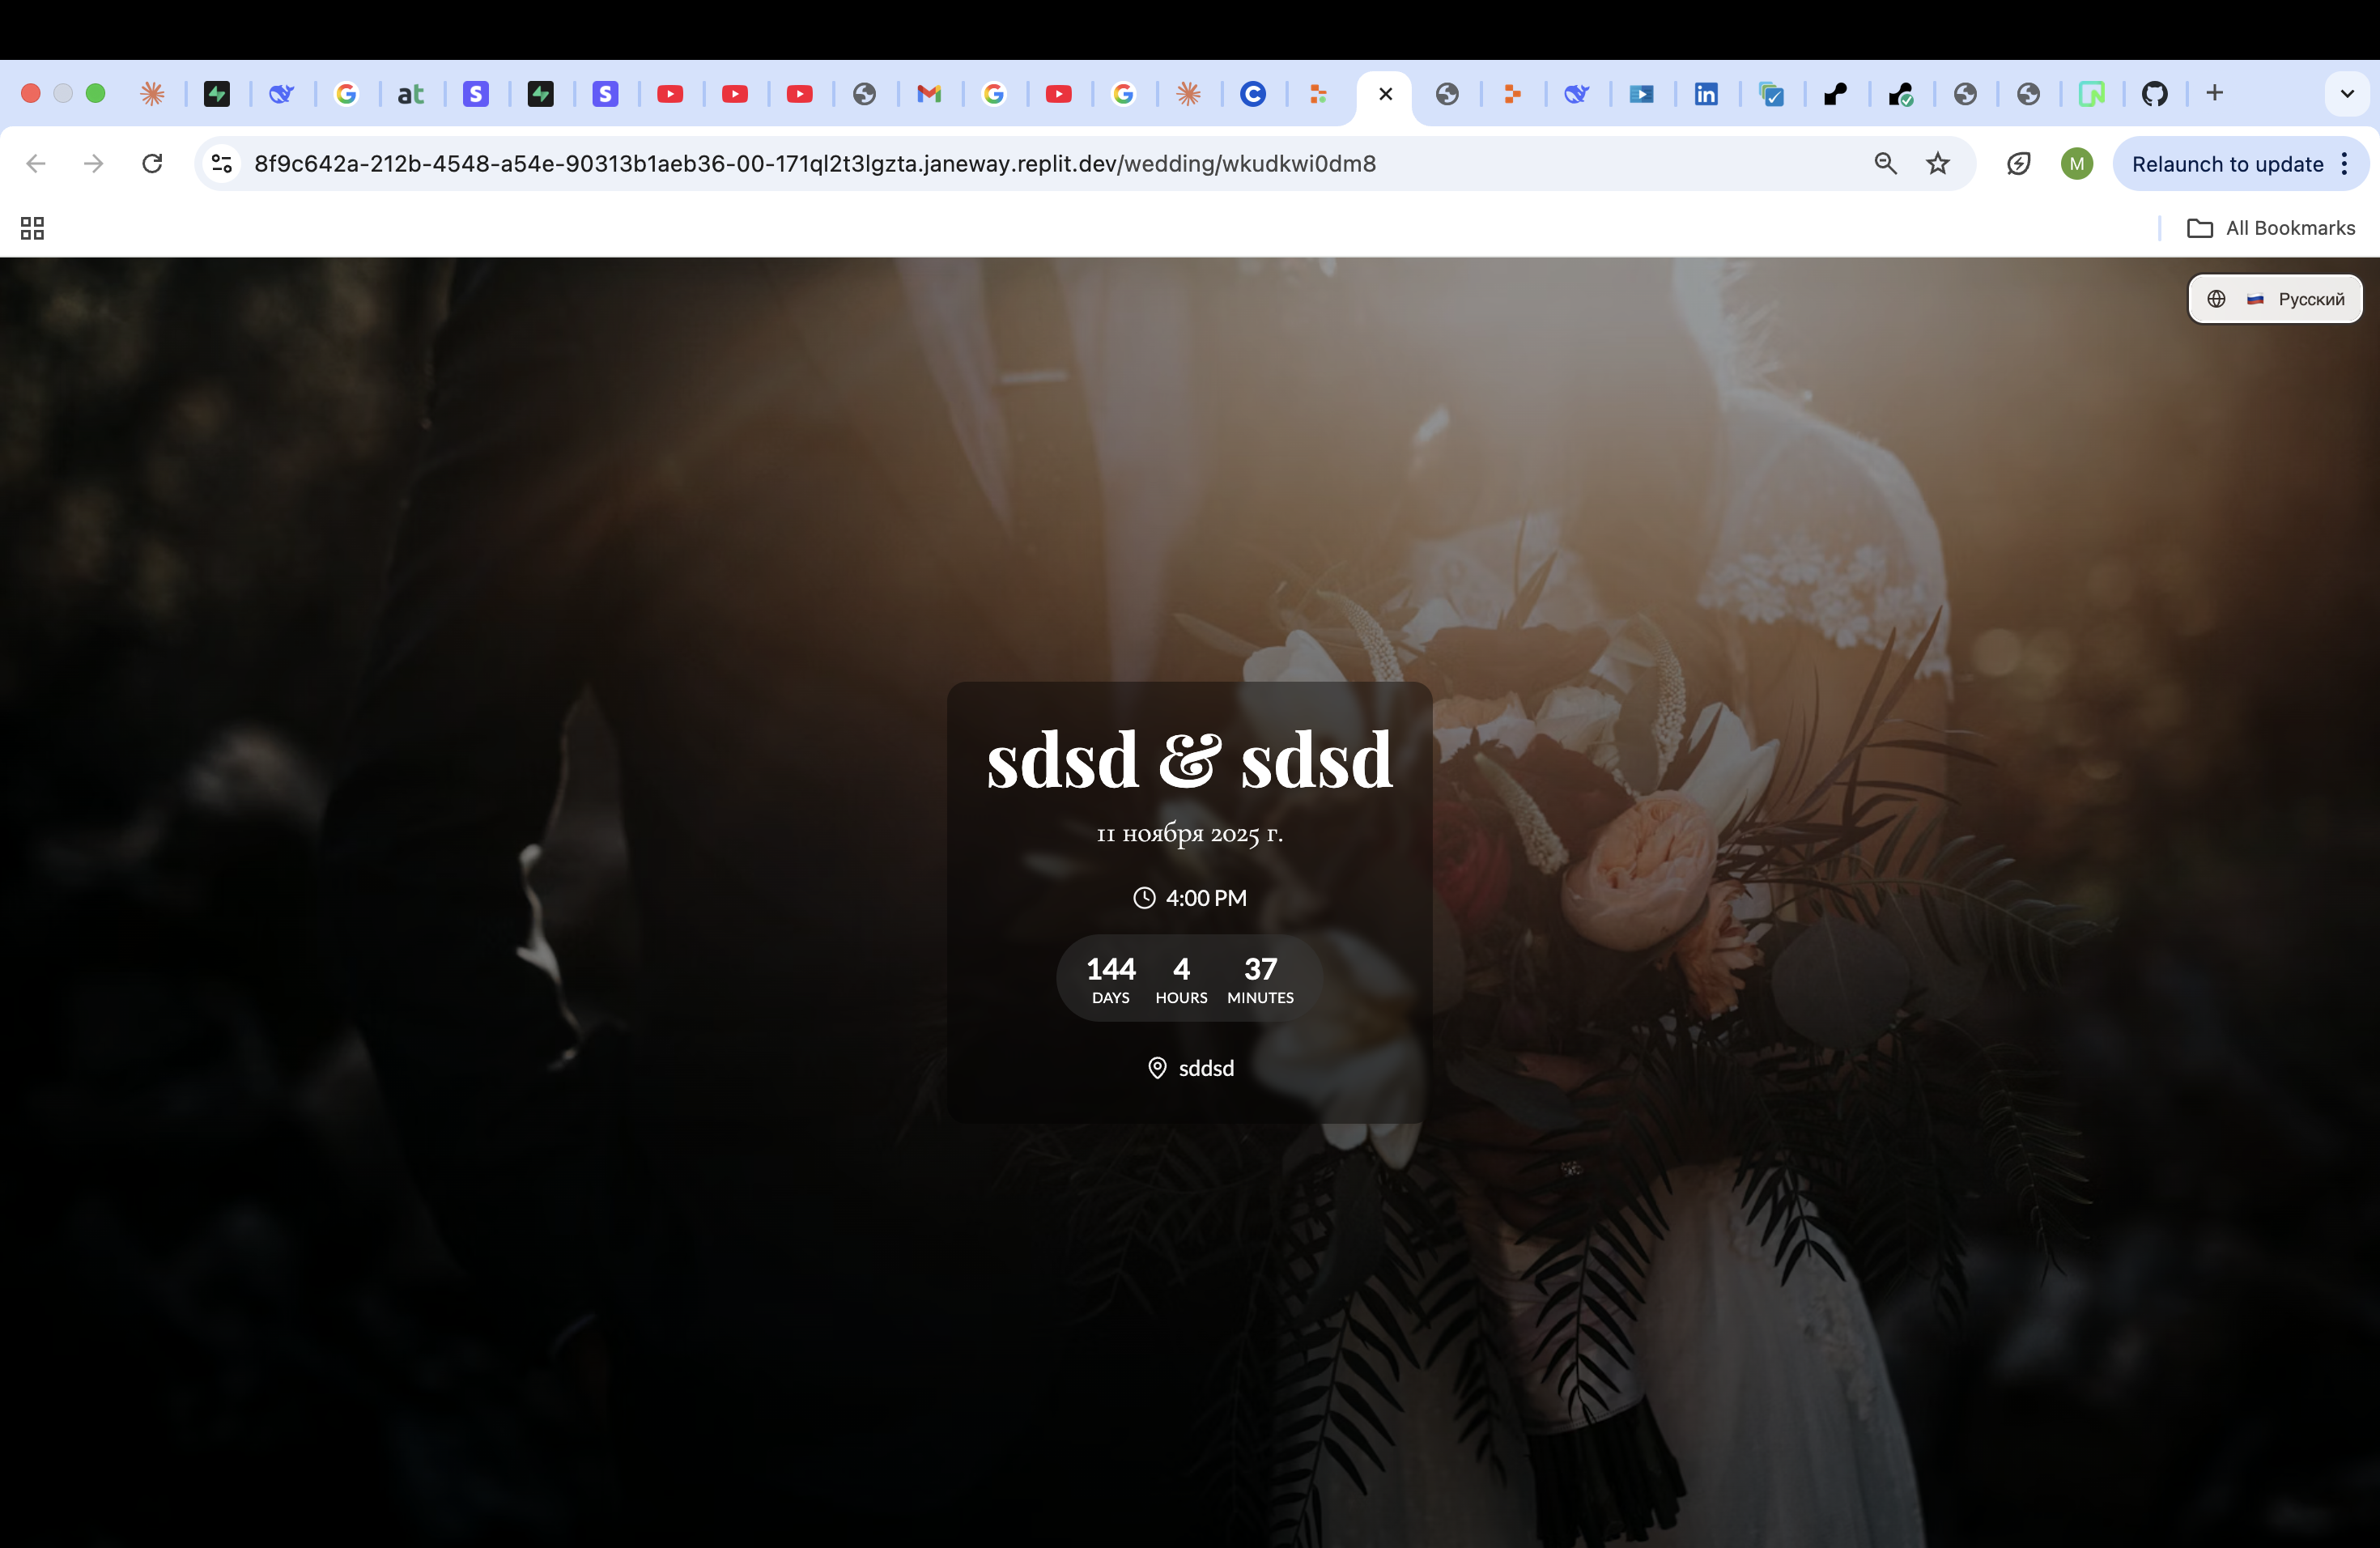 at
8f9c642a-212b-4548-a54e-90313b1aeb36-00-171ql2t3lgzta.janeway.replit.dev/wedding/wkudkwi0dm8
M
Relaunch to update
All Bookmarks
Русский
sdsd & sdsd
11 ноября 2025 г.
4:00 PM
144 4 37
DAYS HOURS MINUTES
sddsd